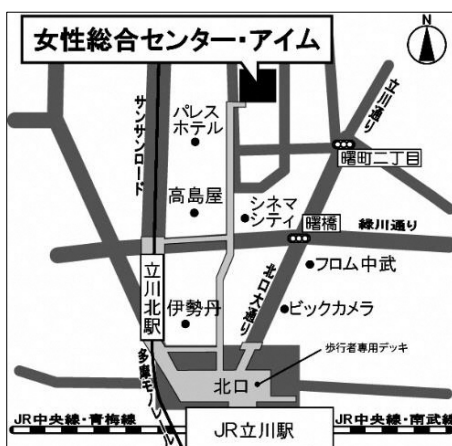 N
女性総合センター・アイム
サンサンロード
パレス
ホテル
立川通り
曙町二丁目
高島屋
シネマ
シティ
曙橋
緑川通り
立川北駅
フロム中武
北口大通り
伊勢丹
ビックカメラ
多摩モノ
歩行者専用デッキ
北口
JR中央線・青梅線
JR立川駅
JR中央線・南武線